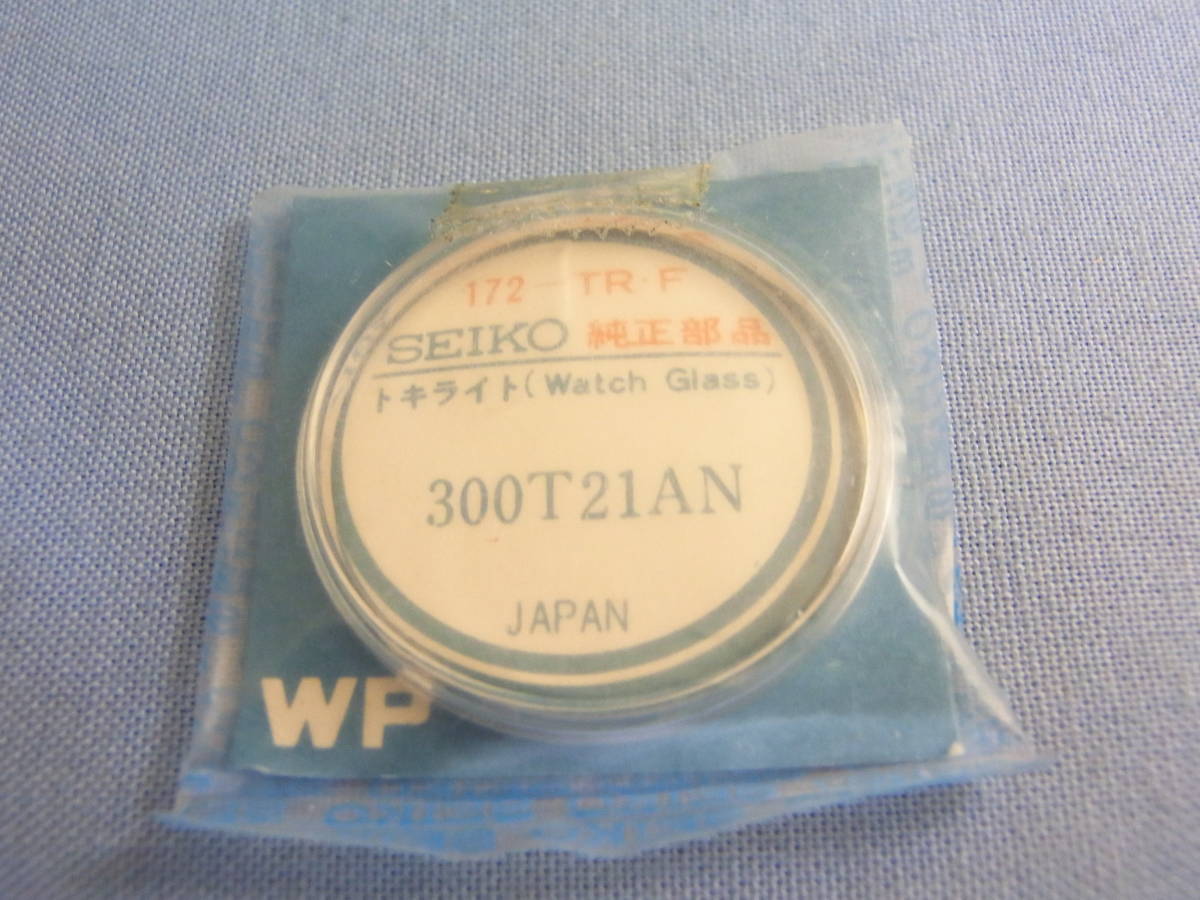 172-TR·F
SEIKO 純正部品
トキライト(Watch Glass)
300T21AN
JAPAN
WP